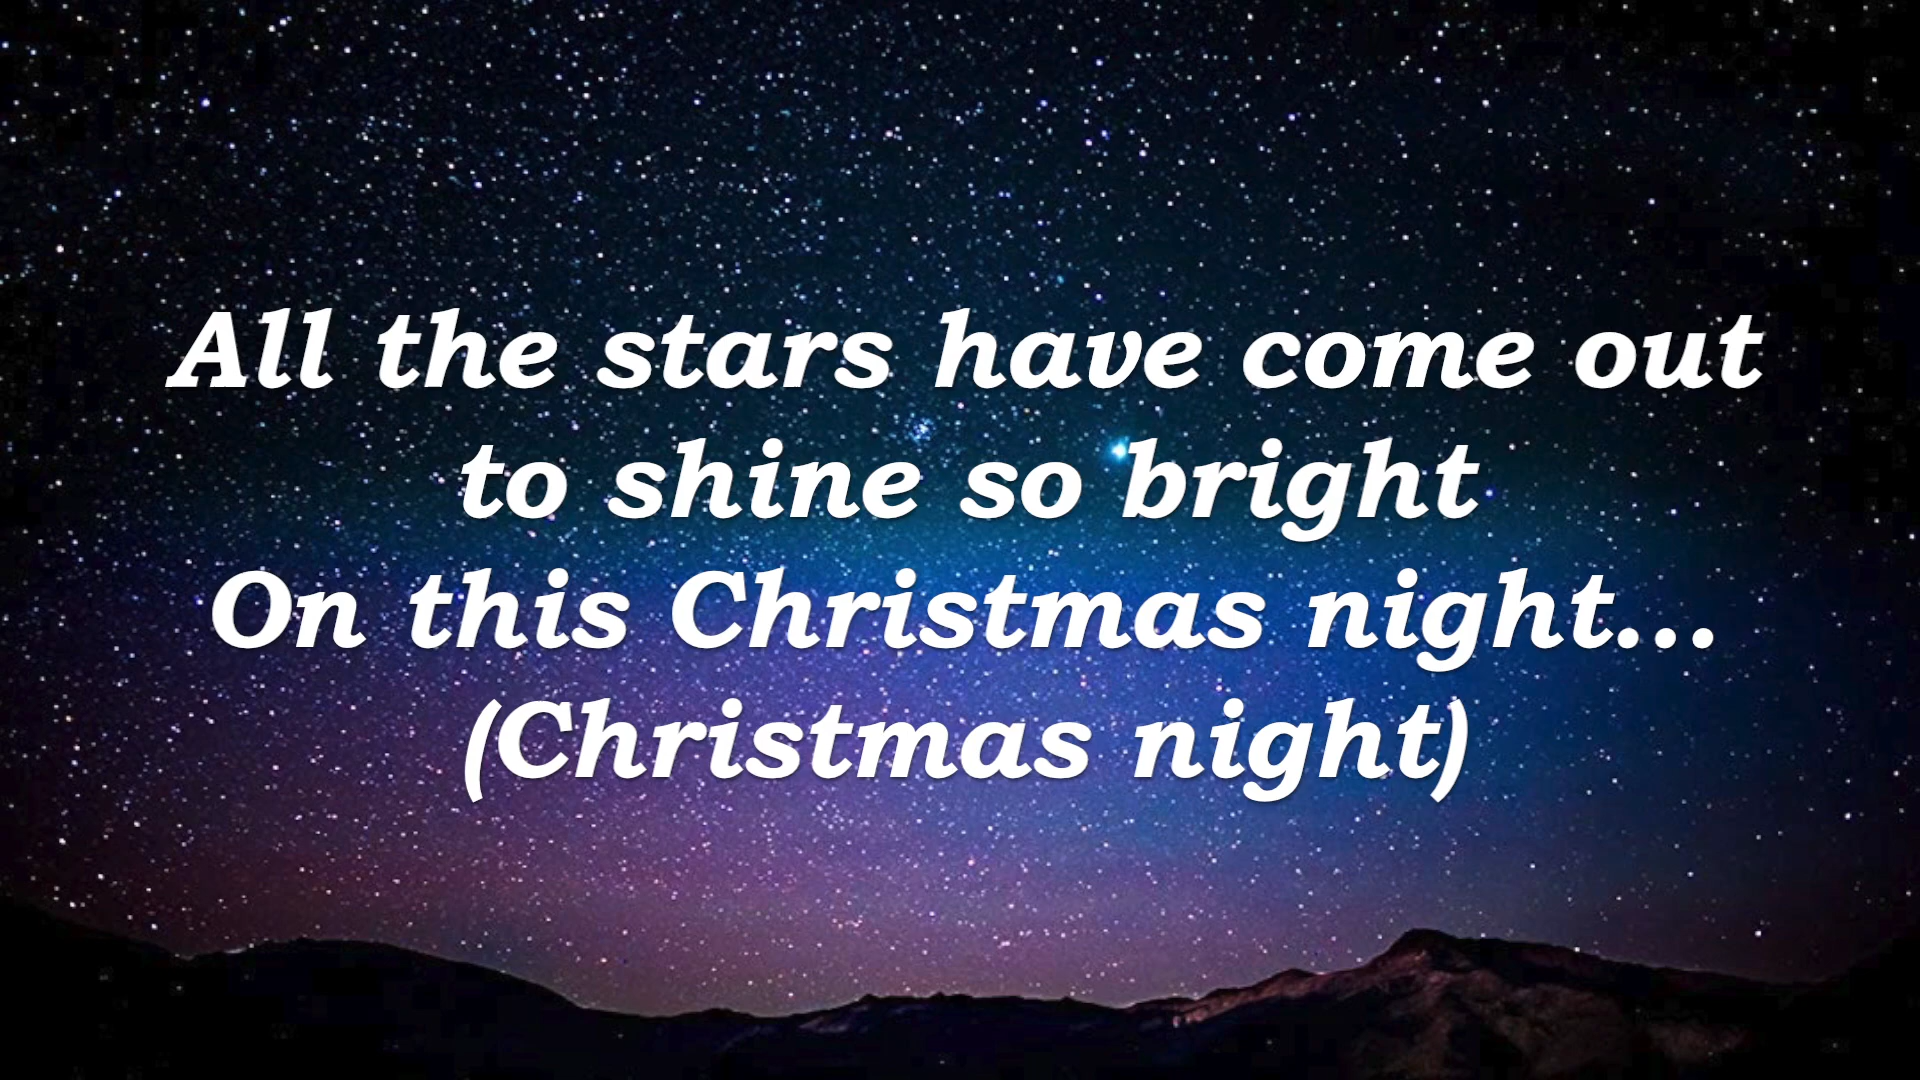 All the stars have come out
to shine so bright
On this Christmas night...
(Christmas night)